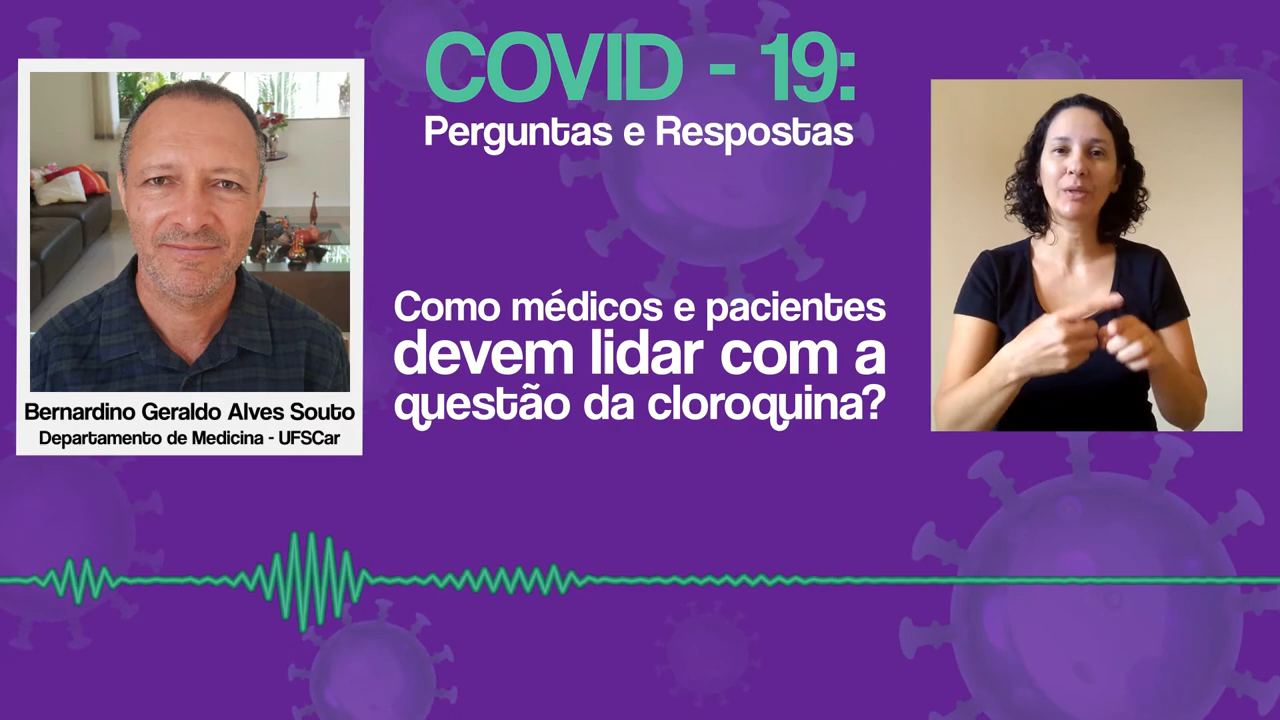 COVID - 19:
Perguntas e Respostas
Como médicos e pacientes
devem lidar com a
questão da cloroquina?
Bernardino Geraldo Alves Souto
Departamento de Medicina - UFSCar